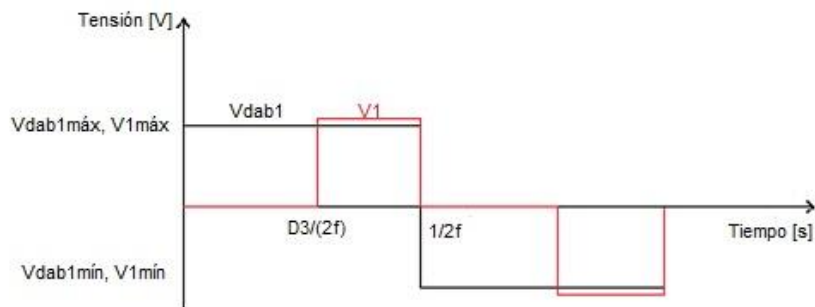 Tensión [V]
Vdab1 V1
Vdab1máx, V1máx
D3/(2f) 1/2f Tiempo [s]
Vdab1mín, V1mín